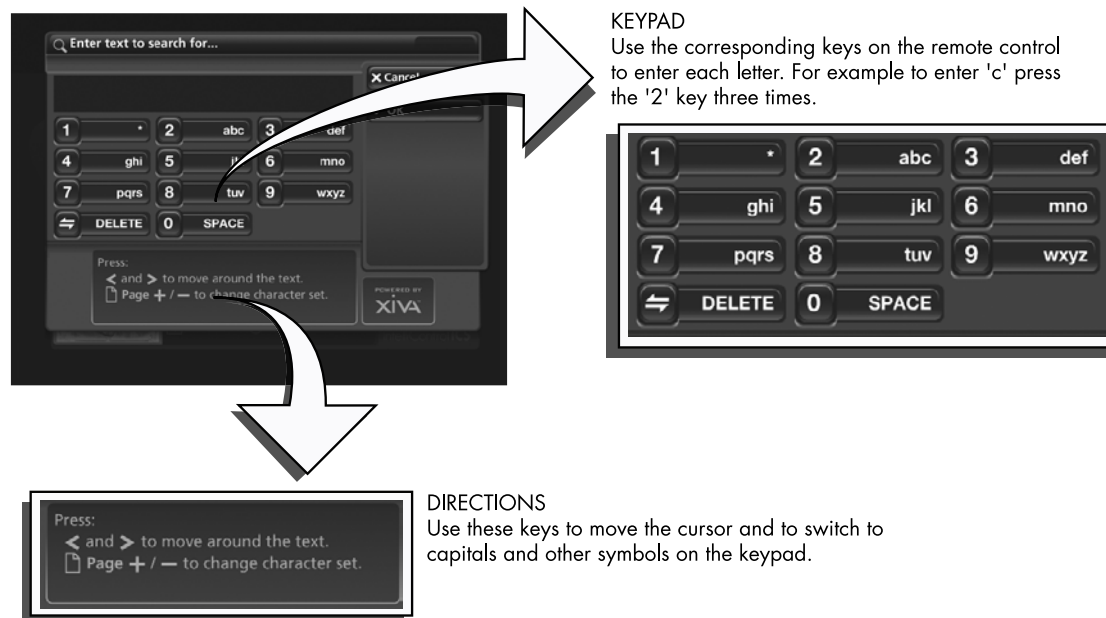 Enter text to search for...
KEYPAD
Use the corresponding keys on the remote control
to enter each letter. For example to enter 'c' press
the '2' key three times.
X Cancel
OK
1 * 2 abc 3 def
4 ghi 5 jkl 6 mno
7 pqrs 8 tuv 9 wxyz
⇋ DELETE 0 SPACE
Press:
< and > to move around the text.
Page + / — to change character set.
POWERED BY
XiVA
1 * 2 abc 3 def
4 ghi 5 jkl 6 mno
7 pqrs 8 tuv 9 wxyz
⇋ DELETE 0 SPACE
Press:
< and > to move around the text.
Page + / — to change character set.
DIRECTIONS
Use these keys to move the cursor and to switch to
capitals and other symbols on the keypad.